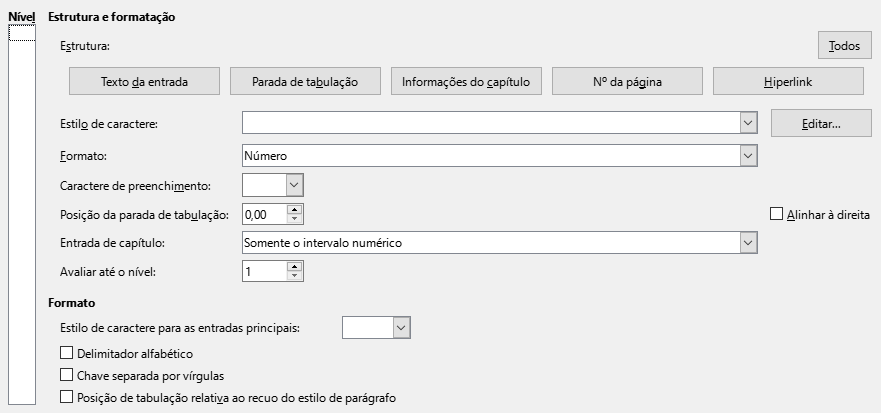 Nível Estrutura e formatação
Estrutura: Todos
Texto da entrada Parada de tabulação Informações do capítulo Nº da página Hiperlink
Estilo de caractere: Editar...
Formato: Número
Caractere de preenchimento:
Posição da parada de tabulação: 0,00 Alinhar à direita
Entrada de capítulo: Somente o intervalo numérico
Avaliar até o nível: 1
Formato
Estilo de caractere para as entradas principais:
Delimitador alfabético
Chave separada por vírgulas
Posição de tabulação relativa ao recuo do estilo de parágrafo